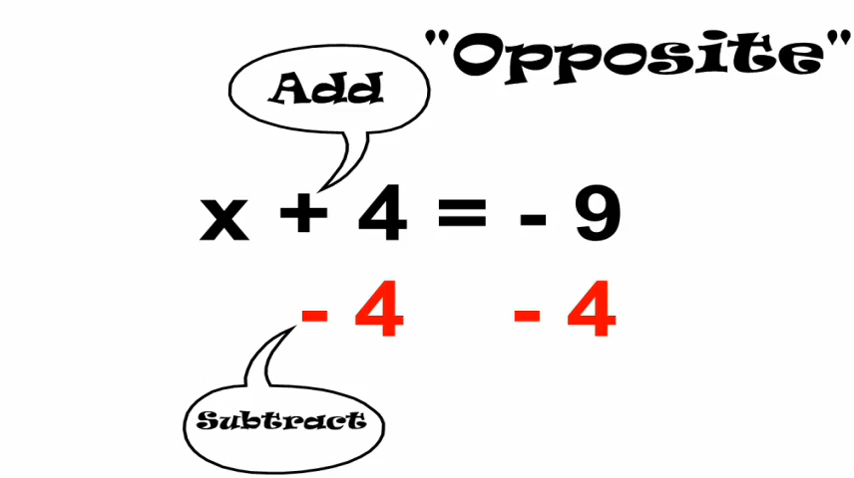 "Opposite"
Add
x + 4 = - 9
- 4 - 4
Subtract